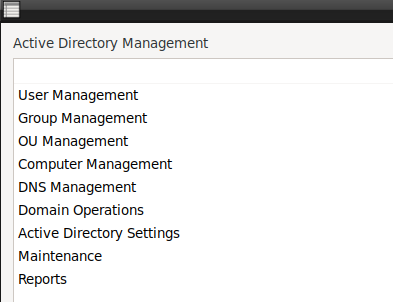 Active Directory Management
User Management
Group Management
OU Management
Computer Management
DNS Management
Domain Operations
Active Directory Settings
Maintenance
Reports